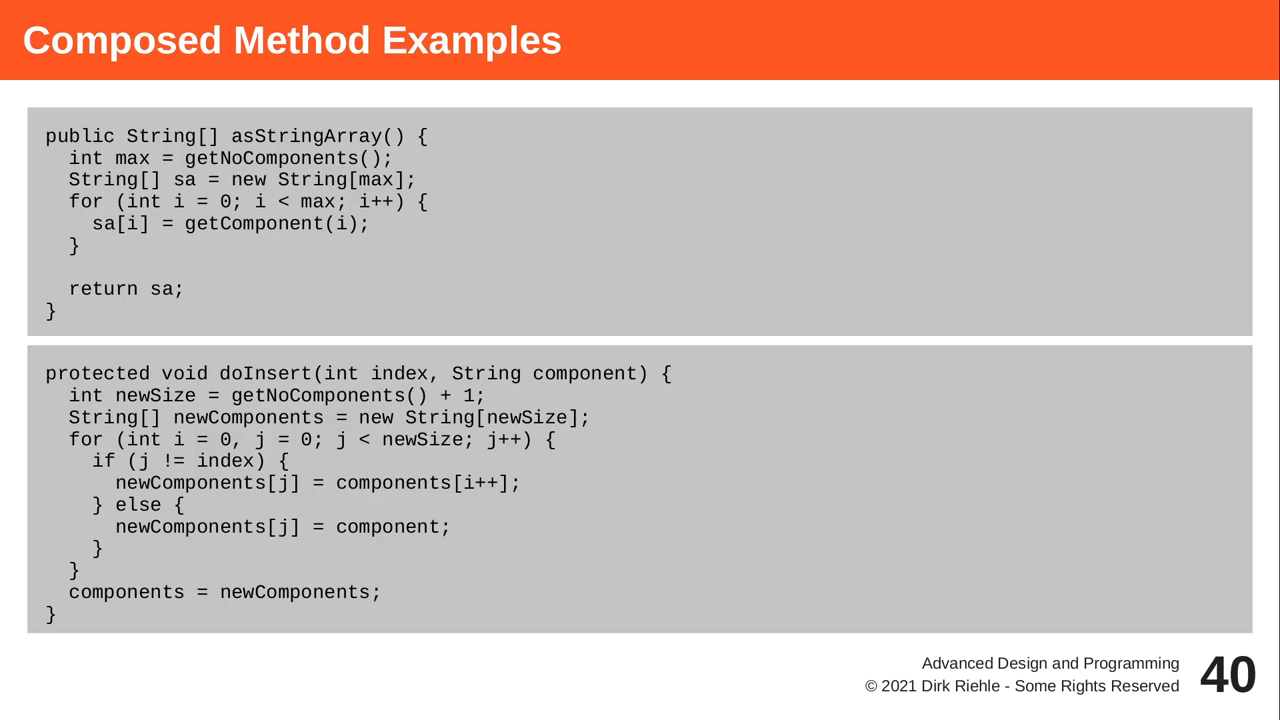 Composed Method Examples
public String[] asStringArray() {
  int max = getNoComponents();
  String[] sa = new String[max];
  for (int i = 0; i < max; i++) {
    sa[i] = getComponent(i);
  }

  return sa;
}
protected void doInsert(int index, String component) {
  int newSize = getNoComponents() + 1;
  String[] newComponents = new String[newSize];
  for (int i = 0, j = 0; j < newSize; j++) {
    if (j != index) {
      newComponents[j] = components[i++];
    } else {
      newComponents[j] = component;
    }
  }
  components = newComponents;
}
Advanced Design and Programming
© 2021 Dirk Riehle - Some Rights Reserved
40